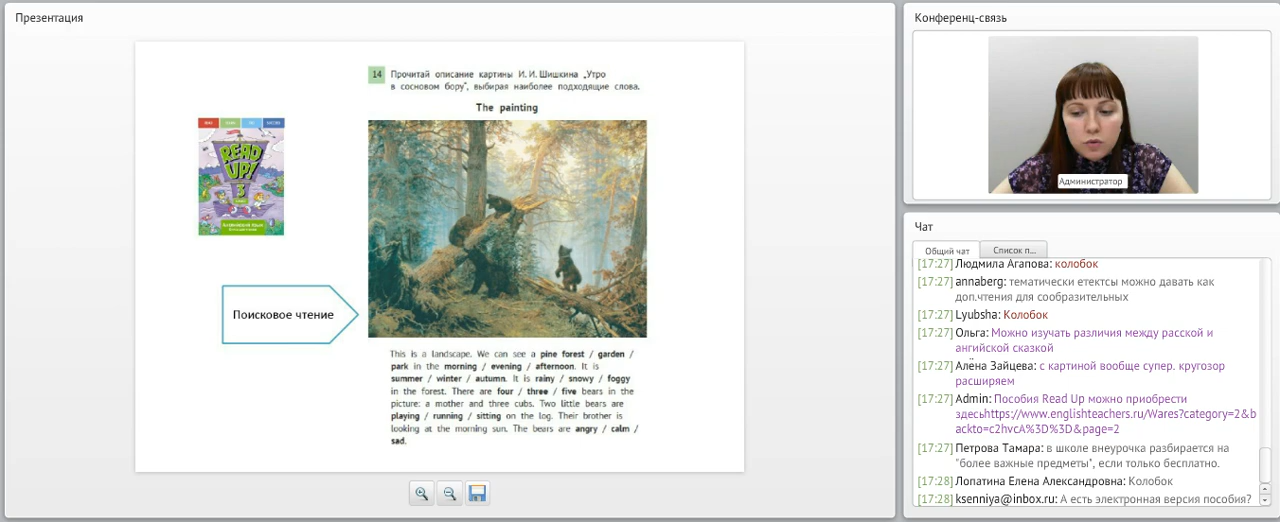 Презентация
14 Прочитай описание картины И. И. Шишкина „Утро
в сосновом бору", выбирая наиболее подходящие слова.
The painting
READ
UP!
3
Поисковое чтение
This is a landscape. We can see a pine forest / garden /
park in the morning / evening / afternoon. It is
summer / winter / autumn. It is rainy / snowy / foggy
in the forest. There are four / three / five bears in the
picture: a mother and three cubs. Two little bears are
playing / running / sitting on the log. Their brother is
looking at the morning sun. The bears are angry / calm /
sad.
Конференц-связь
Администратор
Чат
Общий чат
Список п...
[17:27] Людмила Агапова: колобок
[17:27] annaberg: тематически етектсы можно давать как
доп.чтения для сообразительных
[17:27] Lyubsha: Колобок
[17:27] Ольга: Можно изучать различия между расской и
ангийской сказкой
[17:27] Алёна Зайцева: с картиной вообще супер. кругозор
расширяем
[17:27] Admin: Пособия Read Up можно приобрести
здесьhttps://www.englishteachers.ru/Wares?category=2&b
ackto=c2hvcA%3D%3D&page=2
[17:27] Петрова Тамара: в школе внеурочка разбирается на
"более важные предметы", если только бесплатно.
[17:28] Лопатина Елена Александровна: Колобок
[17:28] ksenniya@inbox.ru: А есть электронная версия пособия?